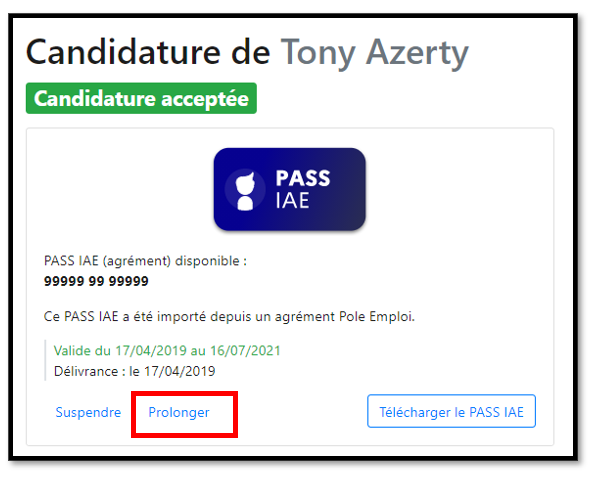 Candidature de Tony Azerty
Candidature acceptée
PASS
IAE
PASS IAE (agrément) disponible :
99999 99 99999
Ce PASS IAE a été importé depuis un agrément Pole Emploi.
Valide du 17/04/2019 au 16/07/2021
Délivrance : le 17/04/2019
Suspendre Prolonger Télécharger le PASS IAE